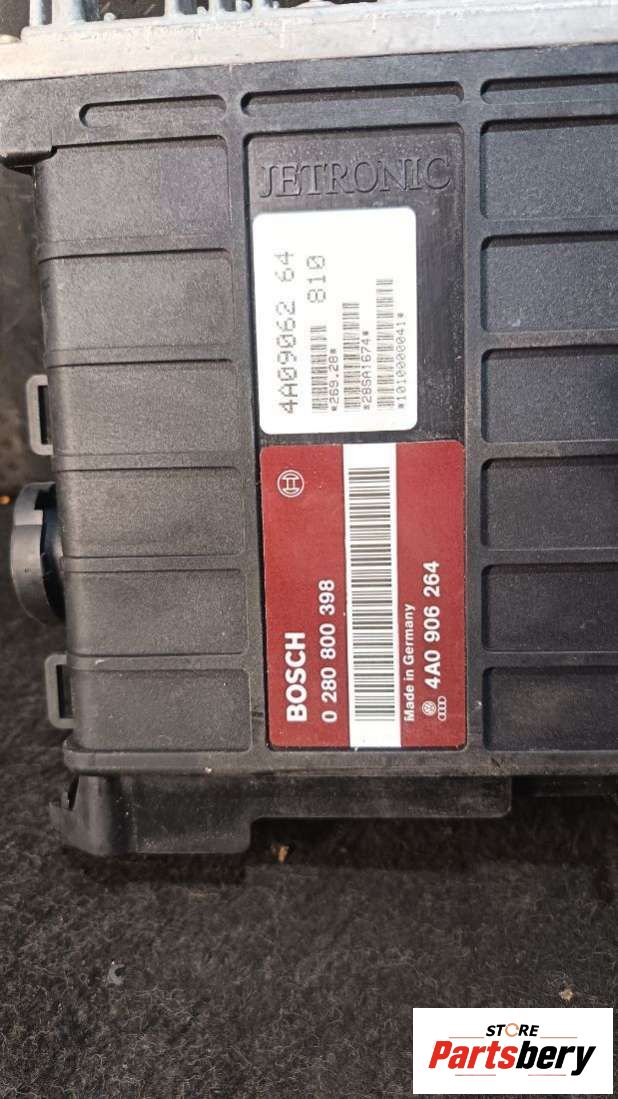 JETRONIC
4A09062 64
810
*269.28*
*28SA1674*
*1010000041*
BOSCH
0 280 800 398
Made in Germany
4A0 906 264
STORE
Partsbery